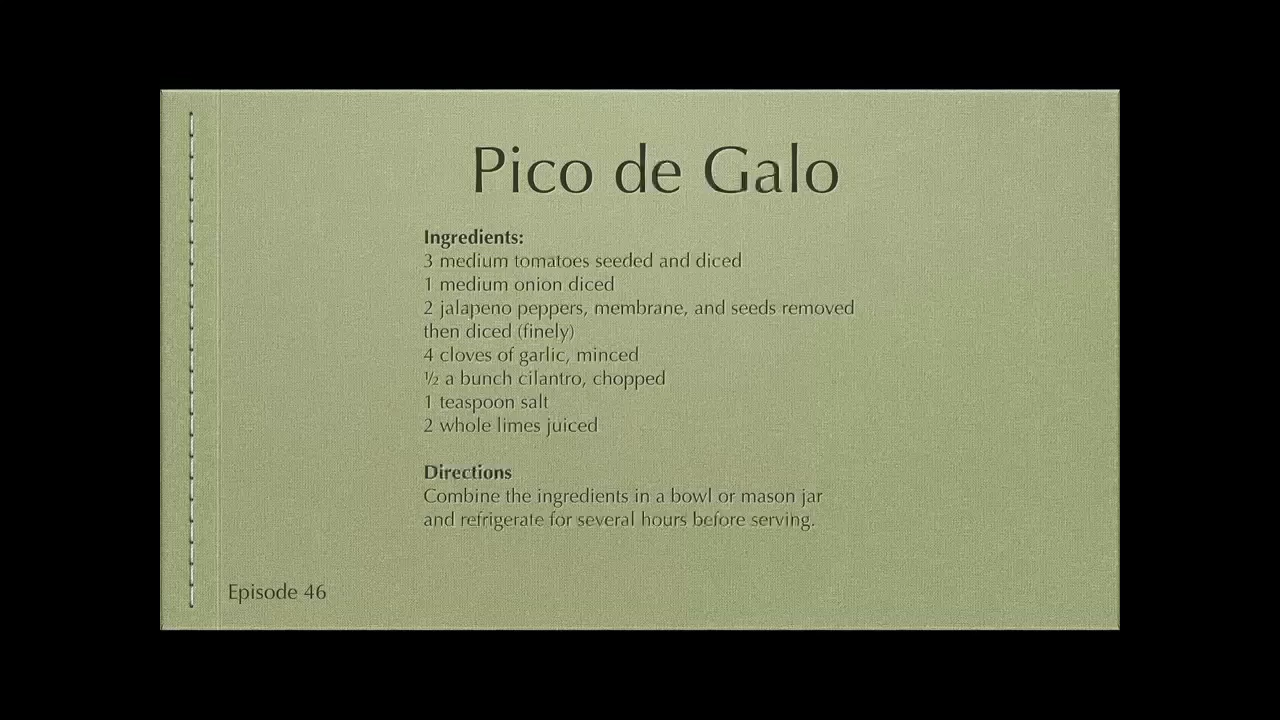 Pico de Galo
Ingredients:
3 medium tomatoes seeded and diced
1 medium onion diced
2 jalapeno peppers, membrane, and seeds removed
then diced (finely)
4 cloves of garlic, minced
½ a bunch cilantro, chopped
1 teaspoon salt
2 whole limes juiced
Directions
Combine the ingredients in a bowl or mason jar
and refrigerate for several hours before serving.
Episode 46